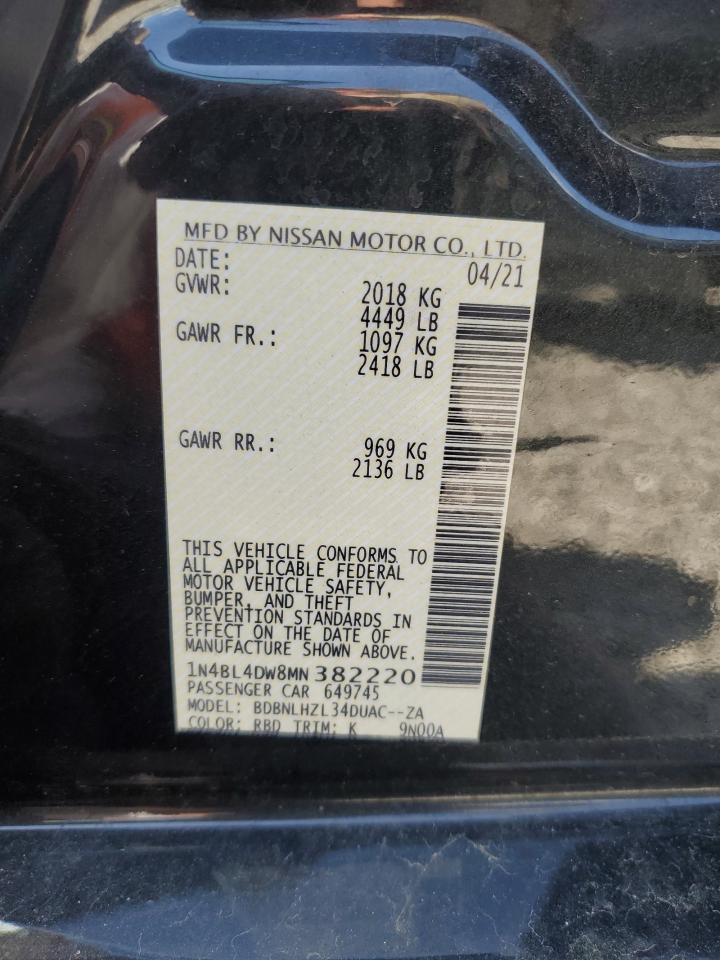 MFD BY NISSAN MOTOR CO., LTD.
DATE: 04/21
GVWR: 2018 KG
4449 LB
GAWR FR.: 1097 KG
2418 LB
GAWR RR.: 969 KG
2136 LB
THIS VEHICLE CONFORMS TO
ALL APPLICABLE FEDERAL
MOTOR VEHICLE SAFETY,
BUMPER, AND THEFT
PREVENTION STANDARDS IN
EFFECT ON THE DATE OF
MANUFACTURE SHOWN ABOVE.
1N4BL4DW8MN382220
PASSENGER CAR 649745
MODEL: BDBNLHZL34DUAC--ZA
COLOR: RBD TRIM: K 9N00A